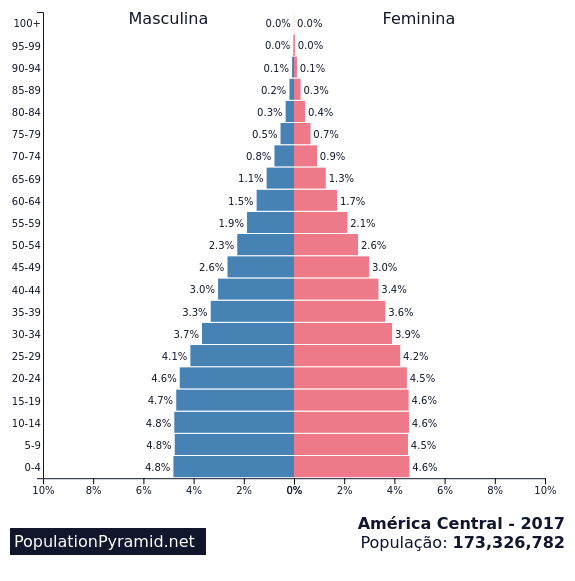 Masculina Feminina
100+ 0.0% 0.0%
95-99 0.0% 0.0%
90-94 0.1% 0.1%
85-89 0.2% 0.3%
80-84 0.3% 0.4%
75-79 0.5% 0.7%
70-74 0.8% 0.9%
65-69 1.1% 1.3%
60-64 1.5% 1.7%
55-59 1.9% 2.1%
50-54 2.3% 2.6%
45-49 2.6% 3.0%
40-44 3.0% 3.4%
35-39 3.3% 3.6%
30-34 3.7% 3.9%
25-29 4.1% 4.2%
20-24 4.6% 4.5%
15-19 4.7% 4.6%
10-14 4.8% 4.6%
5-9 4.8% 4.5%
0-4 4.8% 4.6%
10% 8% 6% 4% 2% 0% 2% 4% 6% 8% 10%
América Central - 2017
PopulationPyramid.net População: 173,326,782